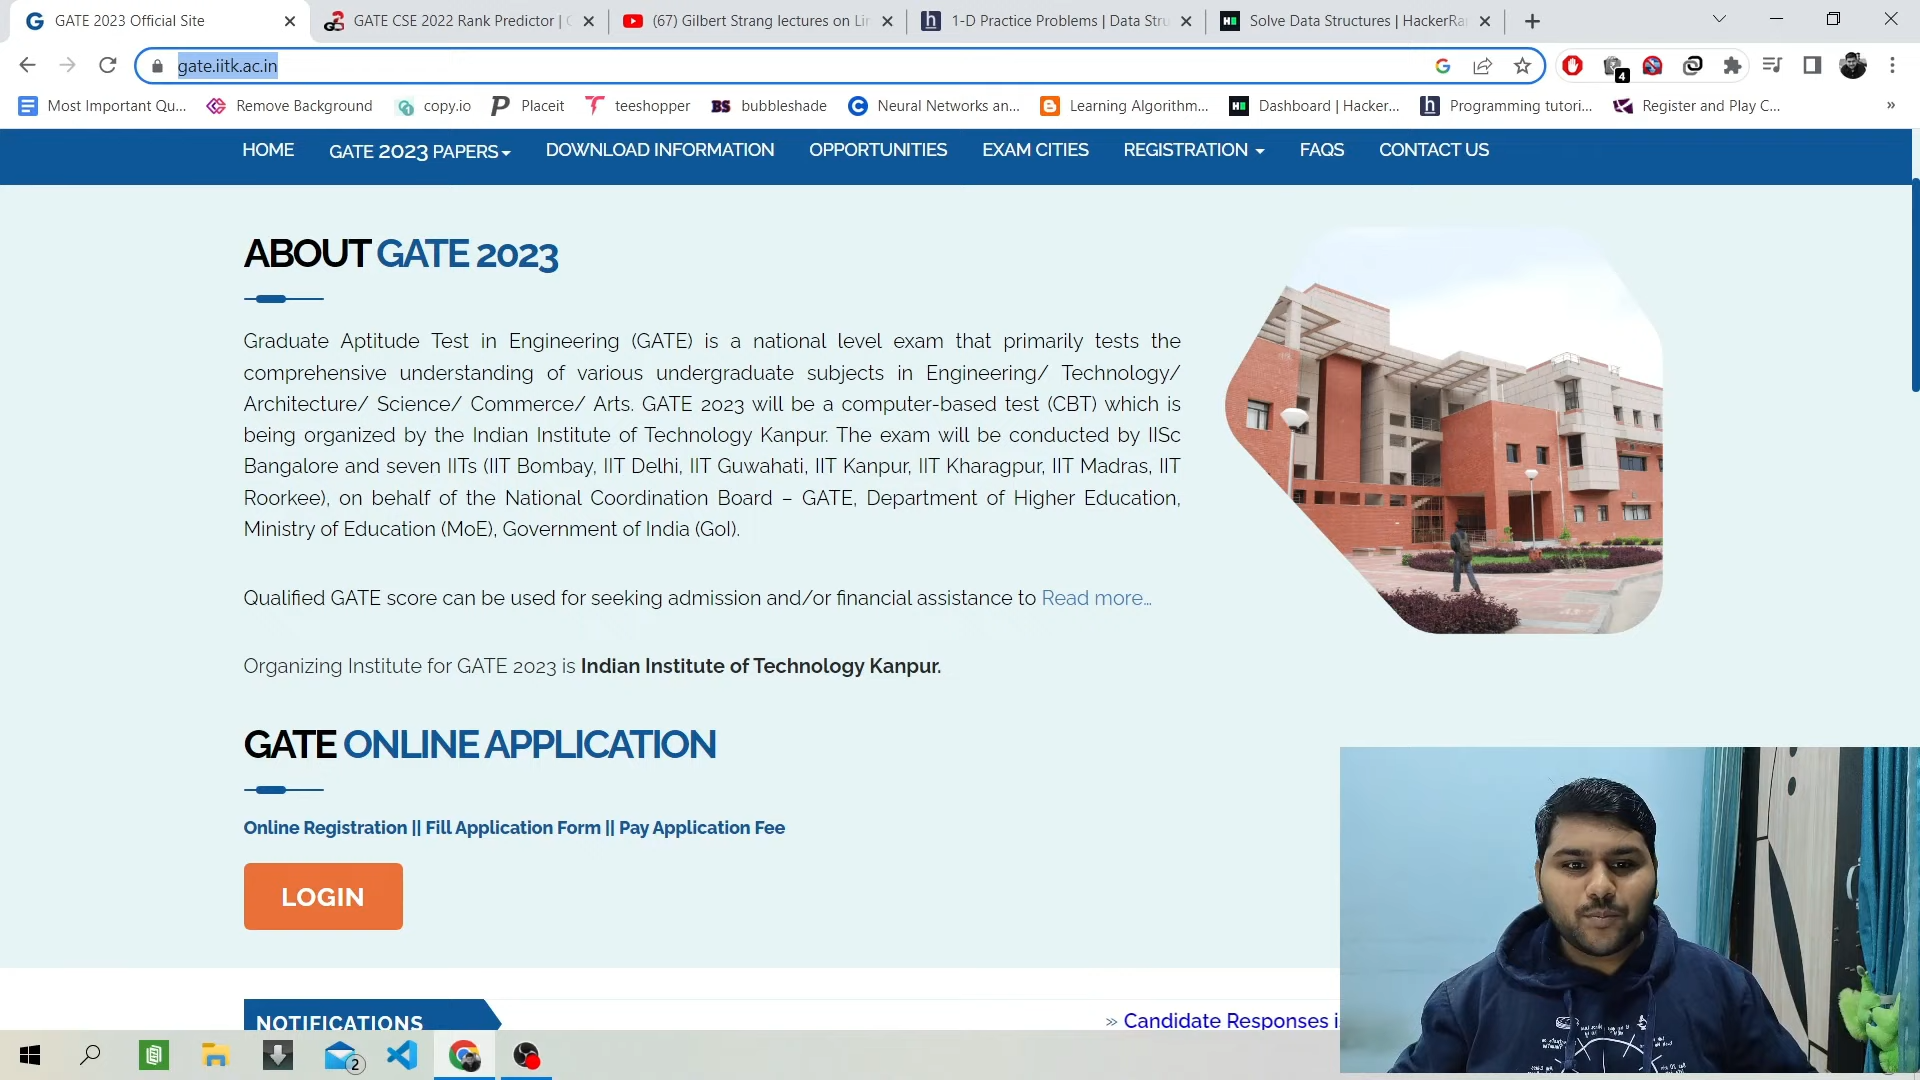 GATE 2023 Official Site
GATE CSE 2022 Rank Predictor |
(67) Gilbert Strang lectures on Lin
1-D Practice Problems | Data Stru
Solve Data Structures | HackerRa
gate.iitk.ac.in
4
Most Important Qu...
Remove Background
copy.io
Placeit
teeshopper
BS bubbleshade
Neural Networks an...
Learning Algorithm...
Dashboard | Hacker...
Programming tutori...
Register and Play C...
HOME
GATE 2023 PAPERS
DOWNLOAD INFORMATION
OPPORTUNITIES
EXAM CITIES
REGISTRATION
FAQS
CONTACT US
ABOUT GATE 2023
Graduate Aptitude Test in Engineering (GATE) is a national level exam that primarily tests the
comprehensive understanding of various undergraduate subjects in Engineering/ Technology/
Architecture/ Science/ Commerce/ Arts. GATE 2023 will be a computer-based test (CBT) which is
being organized by the Indian Institute of Technology Kanpur. The exam will be conducted by IISc
Bangalore and seven IITs (IIT Bombay, IIT Delhi, IIT Guwahati, IIT Kanpur, IIT Kharagpur, IIT Madras, IIT
Roorkee), on behalf of the National Coordination Board – GATE, Department of Higher Education,
Ministry of Education (MoE), Government of India (GoI).
Qualified GATE score can be used for seeking admission and/or financial assistance to Read more...
Organizing Institute for GATE 2023 is Indian Institute of Technology Kanpur.
GATE ONLINE APPLICATION
Online Registration || Fill Application Form || Pay Application Fee
LOGIN
NOTIFICATIONS
» Candidate Responses i
2